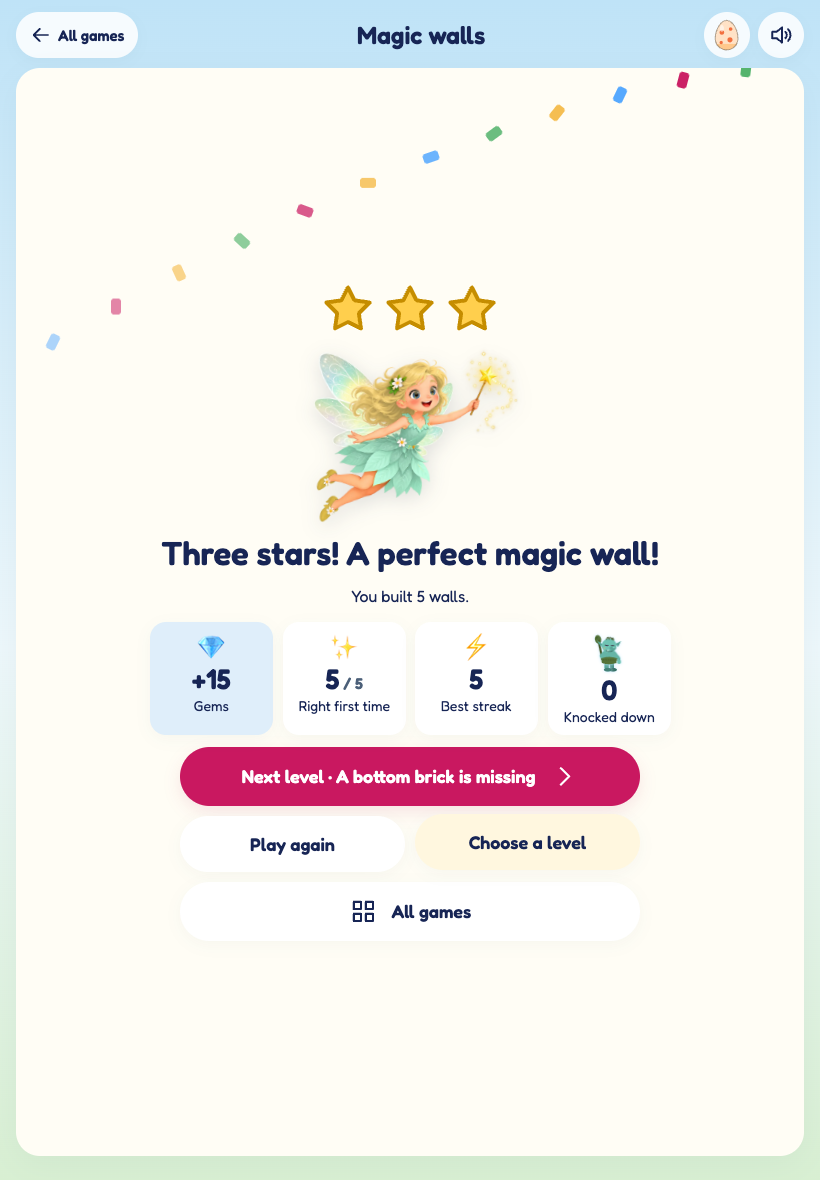 All games
Magic walls
Three stars! A perfect magic wall!
You built 5 walls.
+15
Gems
5 / 5
Right first time
5
Best streak
0
Knocked down
Next level · A bottom brick is missing
Play again
Choose a level
All games